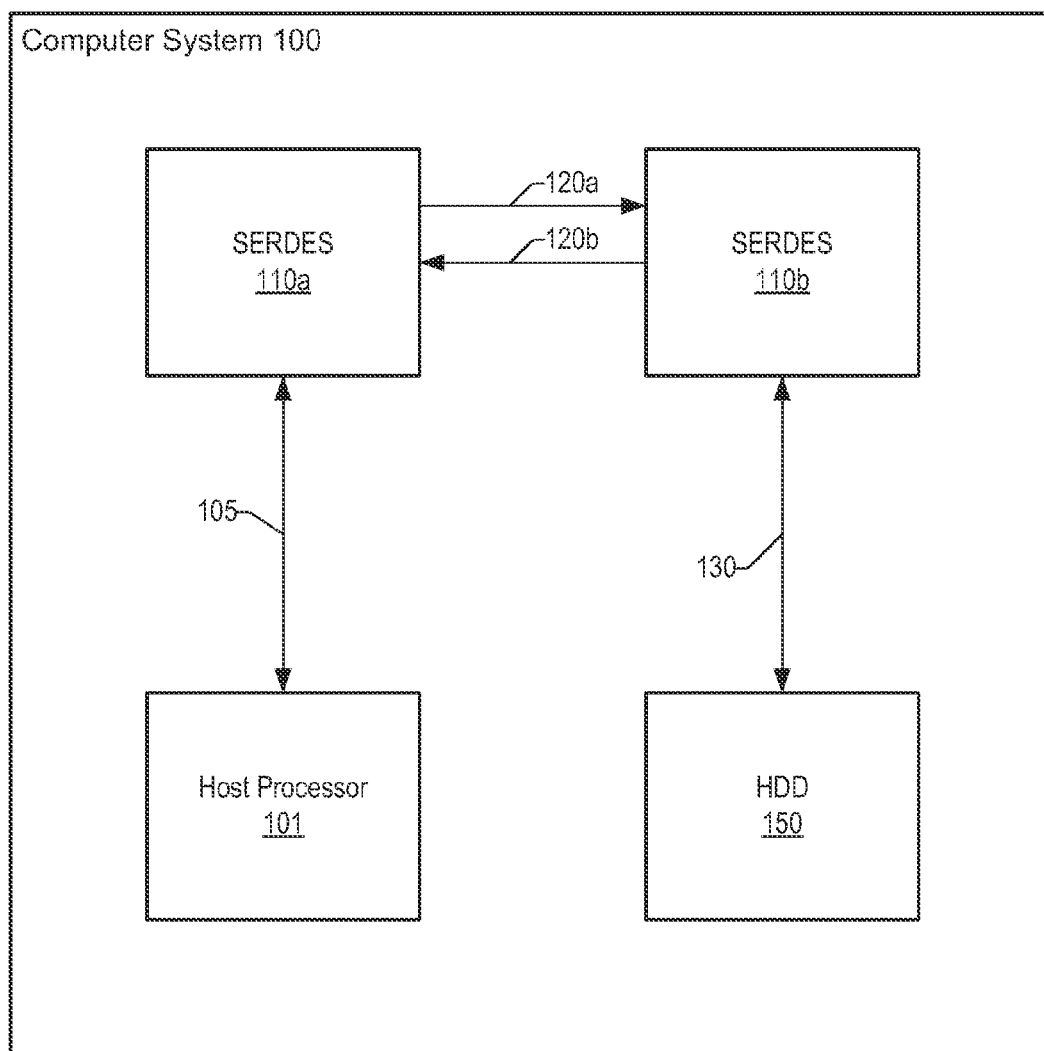 Computer System 100
120a
SERDES
110a
120b
SERDES
110b
105
130
Host Processor
101
HDD
150